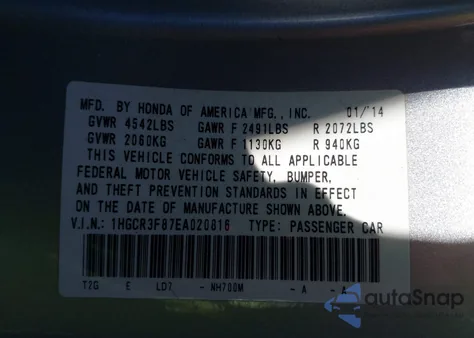 MFD. BY HONDA OF AMERICA MFG., INC. 01/14
GVWR 4542LBS GAWR F 2491LBS R 2072LBS
GVWR 2060KG GAWR F 1130KG R 940KG
THIS VEHICLE CONFORMS TO ALL APPLICABLE
FEDERAL MOTOR VEHICLE SAFETY, BUMPER,
AND THEFT PREVENTION STANDARDS IN EFFECT
ON THE DATE OF MANUFACTURE SHOWN ABOVE.
V.I.N.: 1HGCR3F87EA020816 TYPE: PASSENGER CAR
T2G E - NH700M - A - A
autoSnap